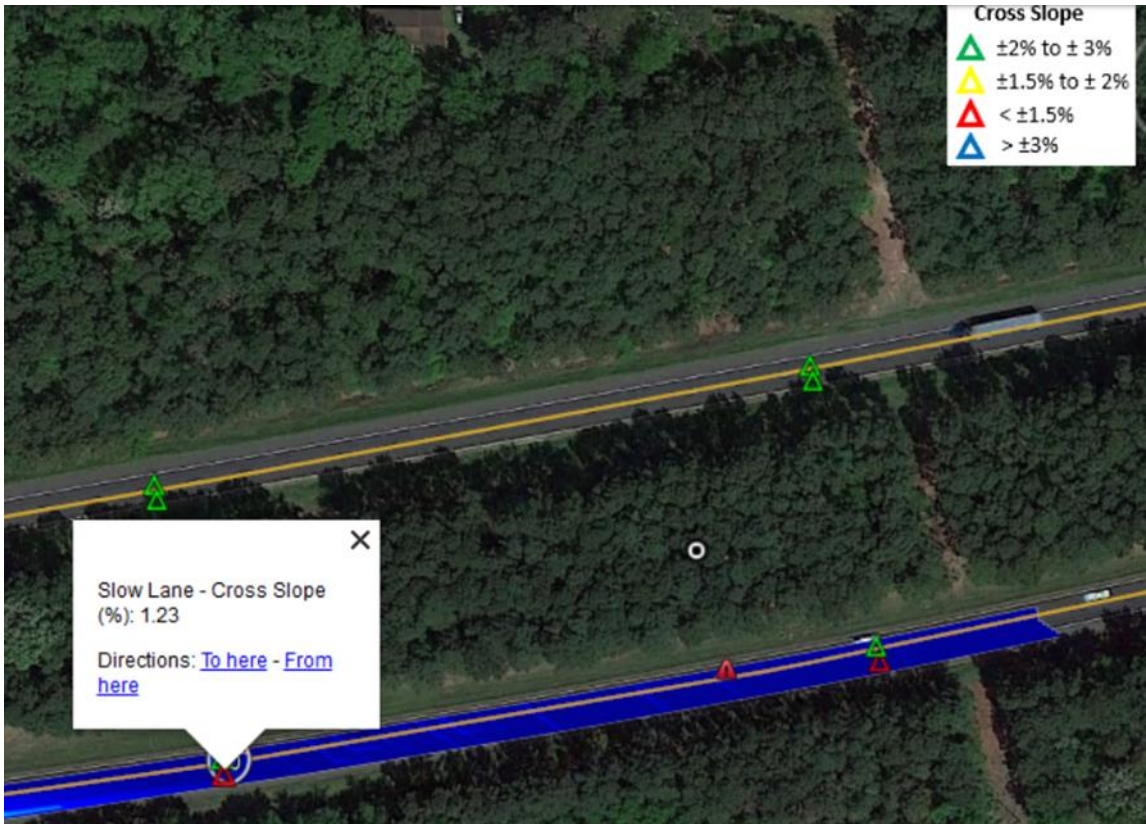 Cross Slope
±2% to ± 3%
±1.5% to ± 2%
< ±1.5%
> ±3%
Slow Lane - Cross Slope
(%): 1.23
Directions: To here - From
here